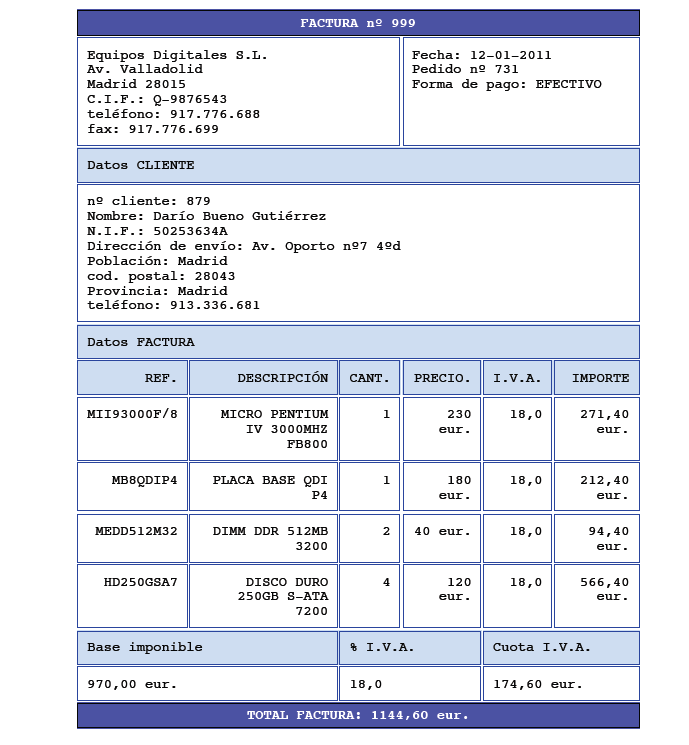 FACTURA nº 999
Equipos Digitales S.L.
Av. Valladolid
Madrid 28015
C.I.F.: Q-9876543
teléfono: 917.776.688
fax: 917.776.699
Fecha: 12-01-2011
Pedido nº 731
Forma de pago: EFECTIVO
Datos CLIENTE
nº cliente: 879
Nombre: Darío Bueno Gutiérrez
N.I.F.: 50253634A
Dirección de envío: Av. Oporto nº7 4ºd
Población: Madrid
cod. postal: 28043
Provincia: Madrid
teléfono: 913.336.681
Datos FACTURA
REF. DESCRIPCIÓN CANT. PRECIO. I.V.A. IMPORTE
MII93000F/8 MICRO PENTIUM 1 230 18,0 271,40
IV 3000MHZ eur. eur.
FB800
MB8QDIP4 PLACA BASE QDI 1 180 18,0 212,40
P4 eur. eur.
MEDD512M32 DIMM DDR 512MB 2 40 eur. 18,0 94,40
3200 eur.
HD250GSA7 DISCO DURO 4 120 18,0 566,40
250GB S-ATA eur. eur.
7200
Base imponible % I.V.A. Cuota I.V.A.
970,00 eur. 18,0 174,60 eur.
TOTAL FACTURA: 1144,60 eur.